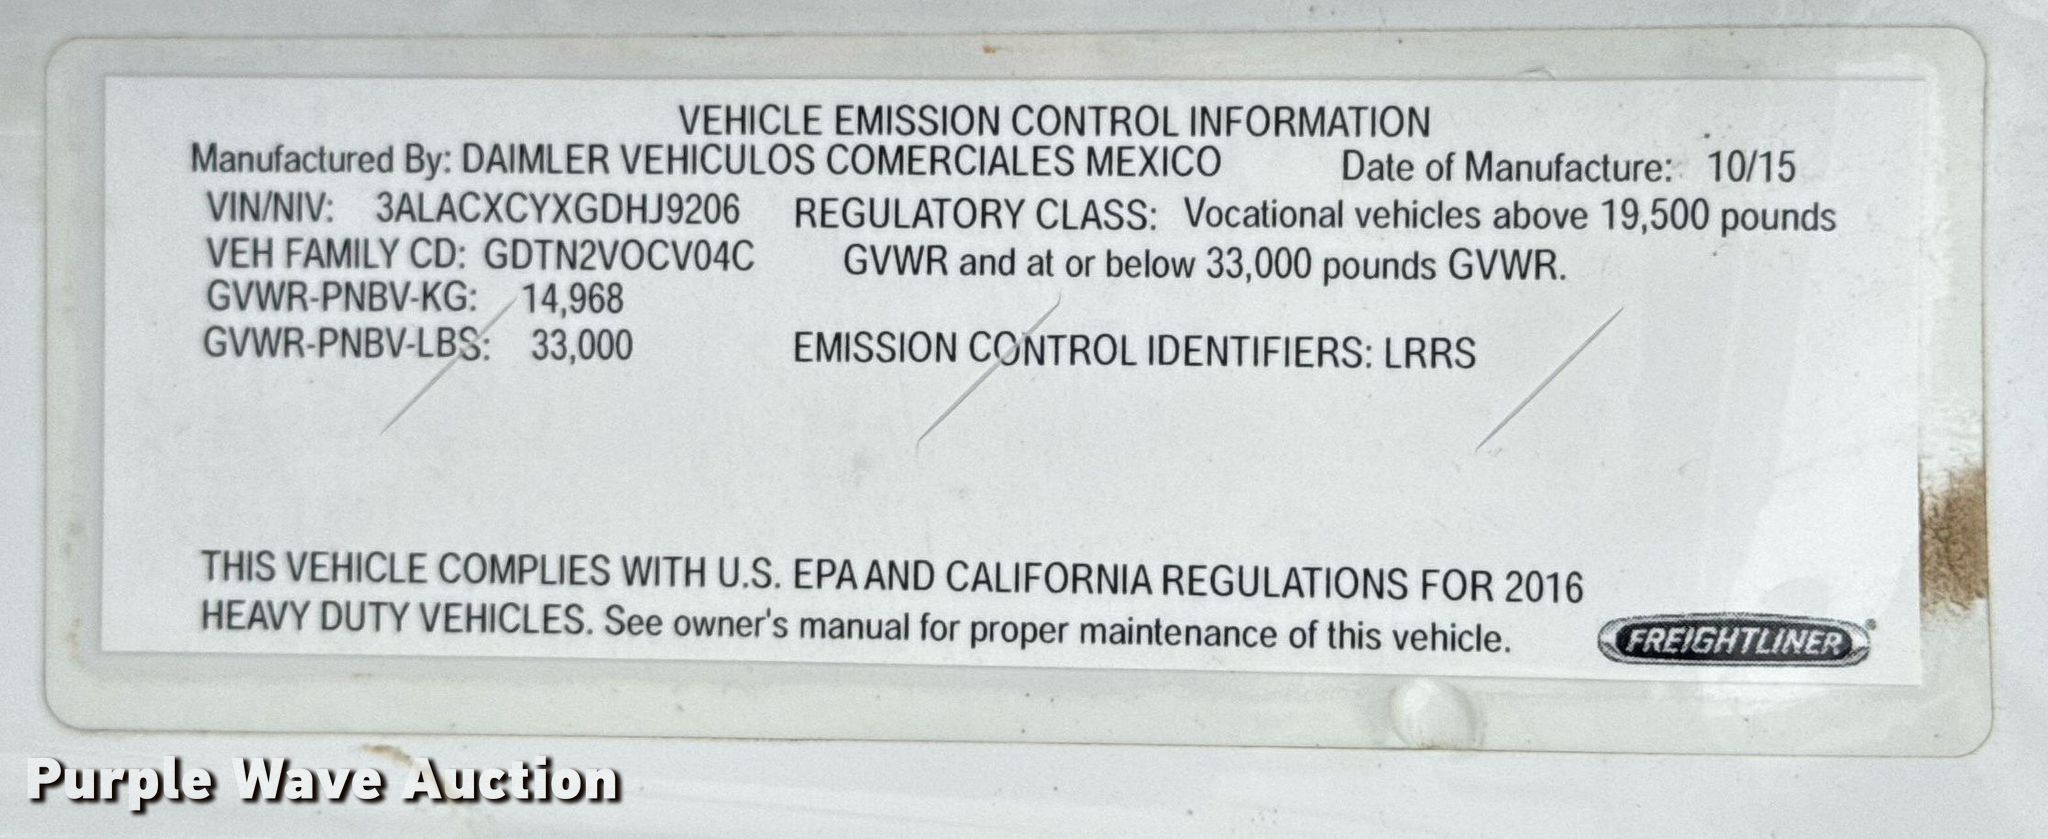 VEHICLE EMISSION CONTROL INFORMATION
Manufactured By: DAIMLER VEHICULOS COMERCIALES MEXICO Date of Manufacture: 10/15
VIN/NIV: 3ALACXCYXGDHJ9206 REGULATORY CLASS: Vocational vehicles above 19,500 pounds
VEH FAMILY CD: GDTN2VOCV04C GVWR and at or below 33,000 pounds GVWR.
GVWR-PNBV-KG: 14,968
GVWR-PNBV-LBS: 33,000 EMISSION CONTROL IDENTIFIERS: LRRS
THIS VEHICLE COMPLIES WITH U.S. EPA AND CALIFORNIA REGULATIONS FOR 2016
HEAVY DUTY VEHICLES. See owner's manual for proper maintenance of this vehicle.
FREIGHTLINER®
Purple Wave Auction